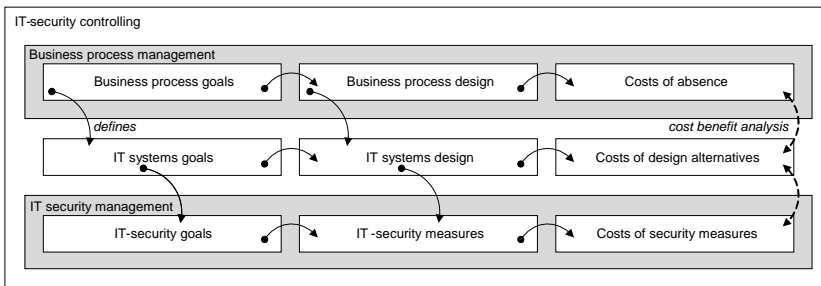 IT-security controlling
Business process management
Business process goals
Business process design
Costs of absence
defines
cost benefit analysis
IT systems goals
IT systems design
Costs of design alternatives
IT security management
IT-security goals
IT -security measures
Costs of security measures